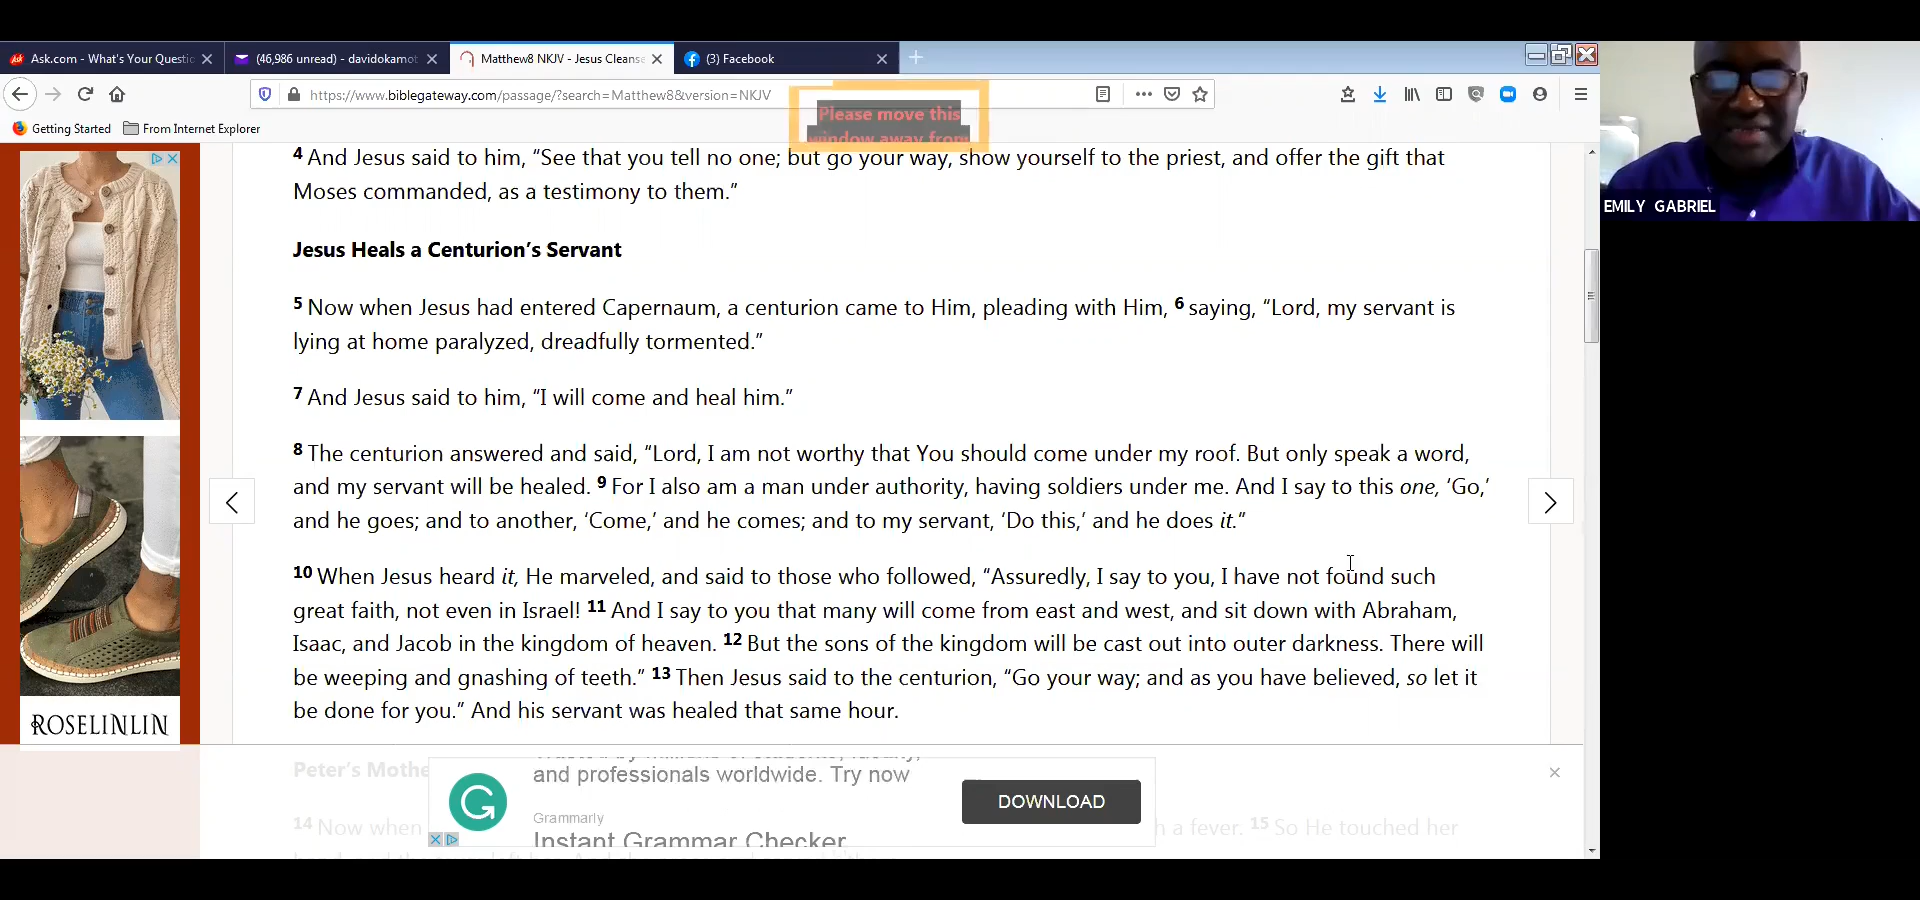 Ask.com - What's Your Questic
(46,986 unread) - davidokamot
Matthew8 NKJV - Jesus Cleanse
(3) Facebook
https://www.biblegateway.com/passage/?search=Matthew8&version=NKJV
Please move this
window away from
Getting Started
From Internet Explorer
4 And Jesus said to him, “See that you tell no one; but go your way, show yourself to the priest, and offer the gift that
Moses commanded, as a testimony to them.”
EMILY GABRIEL
Jesus Heals a Centurion’s Servant
5 Now when Jesus had entered Capernaum, a centurion came to Him, pleading with Him, 6 saying, “Lord, my servant is
lying at home paralyzed, dreadfully tormented.”
7 And Jesus said to him, “I will come and heal him.”
8 The centurion answered and said, “Lord, I am not worthy that You should come under my roof. But only speak a word,
and my servant will be healed. 9 For I also am a man under authority, having soldiers under me. And I say to this one, ‘Go,’
and he goes; and to another, ‘Come,’ and he comes; and to my servant, ‘Do this,’ and he does it.”
10 When Jesus heard it, He marveled, and said to those who followed, “Assuredly, I say to you, I have not found such
great faith, not even in Israel! 11 And I say to you that many will come from east and west, and sit down with Abraham,
Isaac, and Jacob in the kingdom of heaven. 12 But the sons of the kingdom will be cast out into outer darkness. There will
be weeping and gnashing of teeth.” 13 Then Jesus said to the centurion, “Go your way; and as you have believed, so let it
be done for you.” And his servant was healed that same hour.
ROSELINLIN
Peter’s Mothe
and professionals worldwide. Try now
DOWNLOAD
Grammarly
Instant Grammar Checker
14 Now when
h a fever. 15 So He touched her